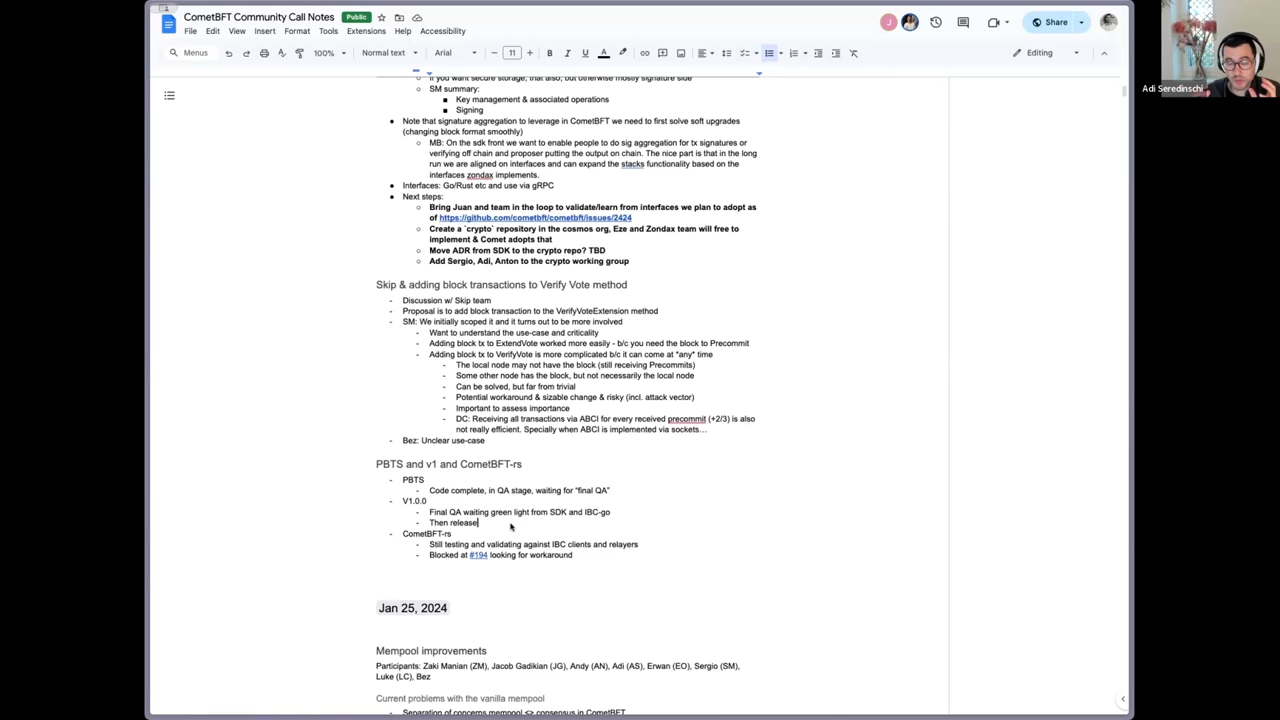 CometBFT Community Call Notes
Public
File Edit View Insert Format Tools Extensions Help Accessibility
J
Share
Menus
100%
Normal text
Arial
11
Editing
Adi Seredinschi
If you want secure storage, that also, but otherwise mostly signature side
SM summary:
Key management & associated operations
Signing
Note that signature aggregation to leverage in CometBFT we need to first solve soft upgrades
(changing block format smoothly)
MB: On the sdk front we want to enable people to do sig aggregation for tx signatures or
verifying off chain and proposer putting the output on chain. The nice part is that in the long
run we are aligned on interfaces and can expand the stacks functionality based on the
interfaces zondax implements.
Interfaces: Go/Rust etc and use via gRPC
Next steps:
Bring Juan and team in the loop to validate/learn from interfaces we plan to adopt as
of https://github.com/cometbft/cometbft/issues/2424
Create a `crypto` repository in the cosmos org, Eze and Zondax team will free to
implement & Comet adopts that
Move ADR from SDK to the crypto repo? TBD
Add Sergio, Adi, Anton to the crypto working group
Skip & adding block transactions to Verify Vote method
- Discussion w/ Skip team
- Proposal is to add block transaction to the VerifyVoteExtension method
- SM: We initially scoped it and it turns out to be more involved
- Want to understand the use-case and criticality
- Adding block tx to ExtendVote worked more easily - b/c you need the block to Precommit
- Adding block tx to VerifyVote is more complicated b/c it can come at *any* time
- The local node may not have the block (still receiving Precommits)
- Some other node has the block, but not necessarily the local node
- Can be solved, but far from trivial
- Potential workaround & sizable change & risky (incl. attack vector)
- Important to assess importance
- DC: Receiving all transactions via ABCI for every received precommit (+2/3) is also
not really efficient. Specially when ABCI is implemented via sockets…
- Bez: Unclear use-case
PBTS and v1 and CometBFT-rs
- PBTS
- Code complete, in QA stage, waiting for “final QA”
- V1.0.0
- Final QA waiting green light from SDK and IBC-go
- Then release
- CometBFT-rs
- Still testing and validating against IBC clients and relayers
- Blocked at #194 looking for workaround
Jan 25, 2024
Mempool improvements
Participants: Zaki Manian (ZM), Jacob Gadikian (JG), Andy (AN), Adi (AS), Erwan (EO), Sergio (SM),
Luke (LC), Bez
Current problems with the vanilla mempool
- Separation of concerns mempool <> consensus in CometBFT